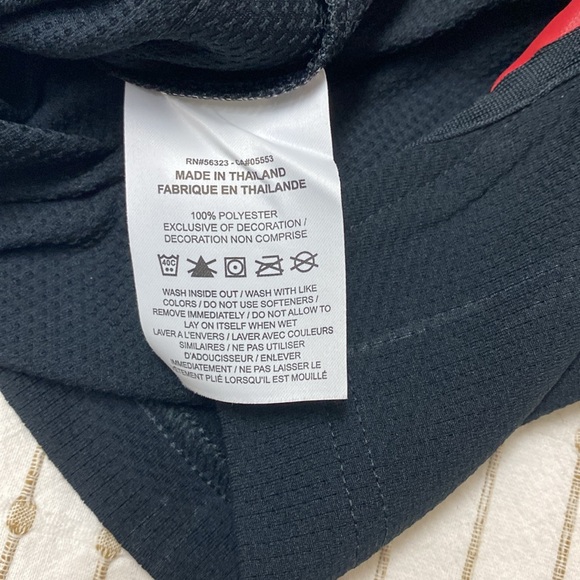 RN#56323 - CA#05553
MADE IN THAILAND
FABRIQUE EN THAILANDE
100% POLYESTER
EXCLUSIVE OF DECORATION /
DECORATION NON COMPRISE
40C
WASH INSIDE OUT / WASH WITH LIKE
COLORS / DO NOT USE SOFTENERS /
REMOVE IMMEDIATELY / DO NOT ALLOW TO
LAY ON ITSELF WHEN WET
LAVER A L'ENVERS / LAVER AVEC COULEURS
SIMILAIRES / NE PAS UTILISER
D'ADOUCISSEUR / ENLEVER
IMMEDIATEMENT / NE PAS LAISSER LE
VETEMENT PLIÉ LORSQU'IL EST MOUILLÉ